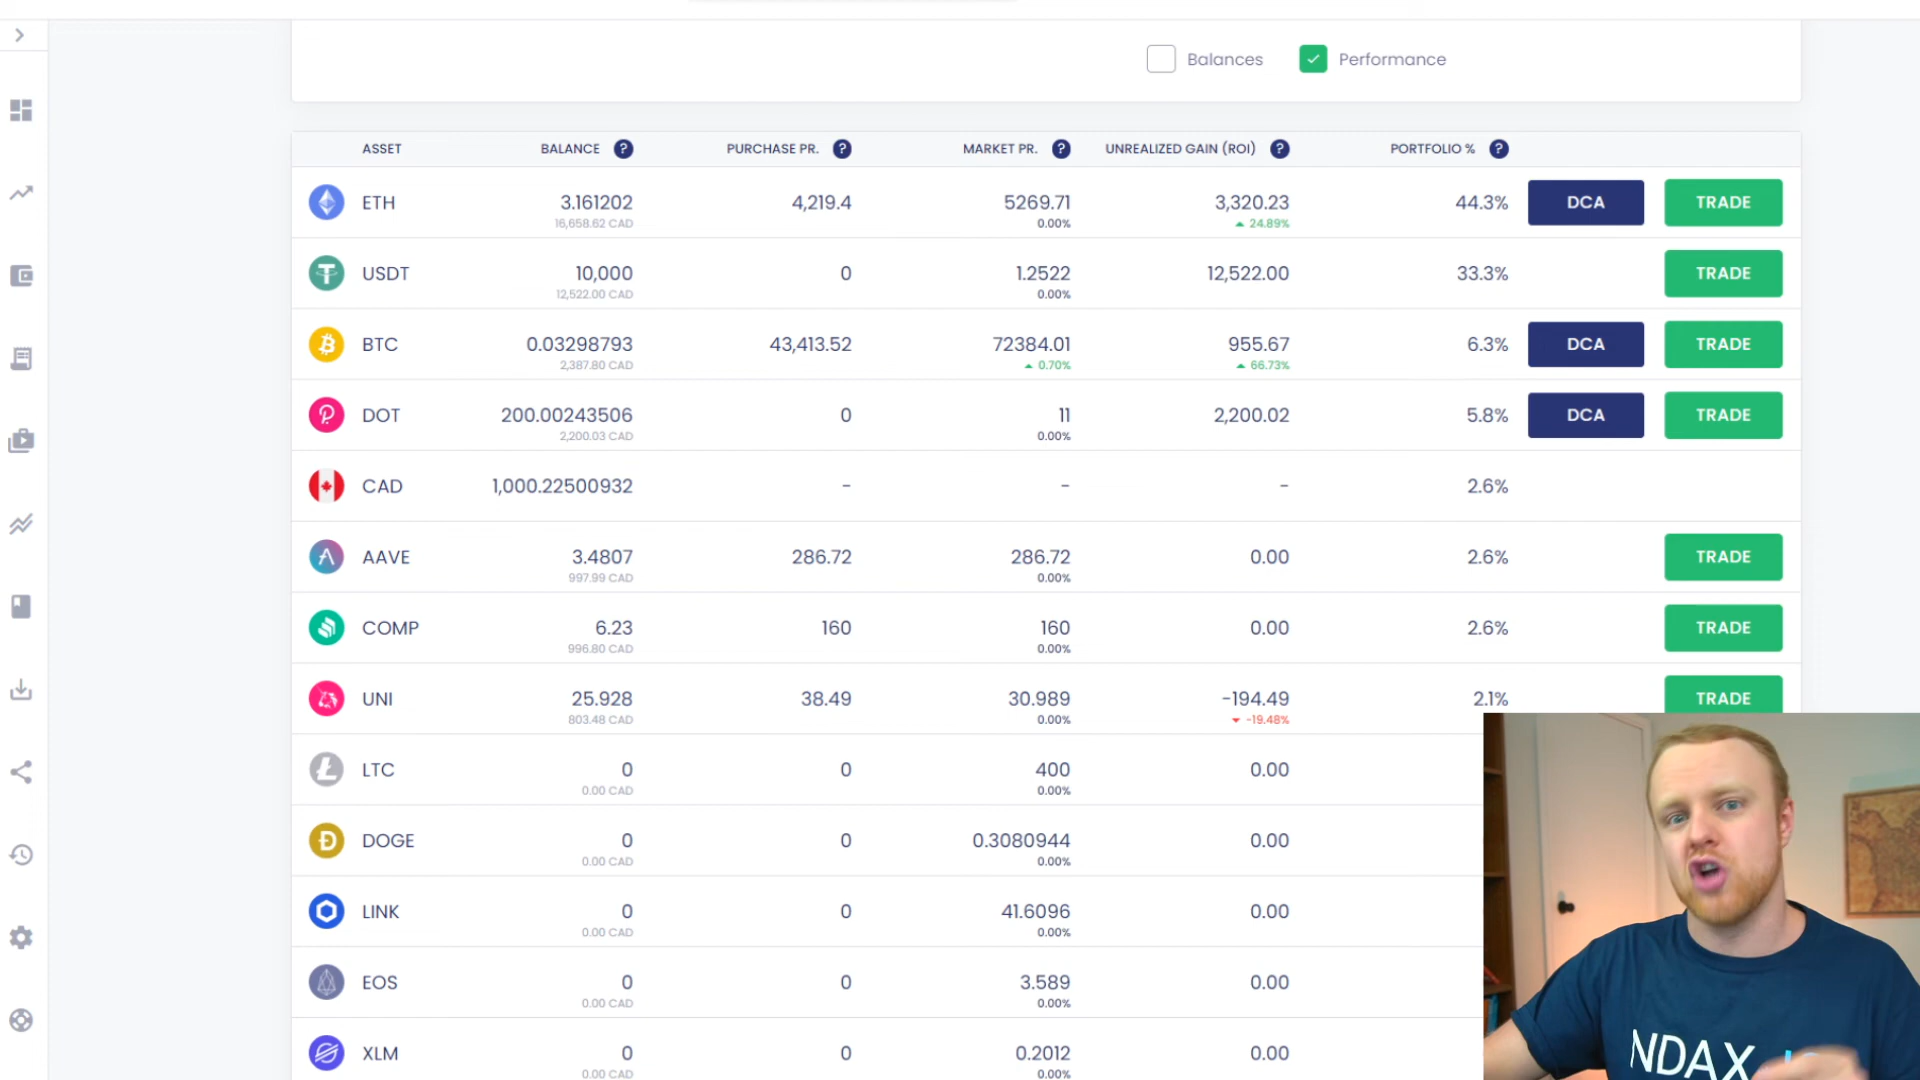 Balances Performance
ASSET BALANCE ? PURCHASE PR. ? MARKET PR. ? UNREALIZED GAIN (ROI) ? PORTFOLIO % ?
ETH 3.161202 4,219.4 5269.71 3,320.23 44.3% DCA TRADE
16,658.62 CAD 0.00% 24.89%
USDT 10,000 0 1.2522 12,522.00 33.3% TRADE
12,522.00 CAD 0.00%
BTC 0.03298793 43,413.52 72384.01 955.67 6.3% DCA TRADE
2,387.80 CAD 0.70% 66.73%
DOT 200.00243506 0 11 2,200.02 5.8% DCA TRADE
2,200.03 CAD 0.00%
CAD 1,000.22500932 - - - 2.6%
AAVE 3.4807 286.72 286.72 0.00 2.6% TRADE
997.99 CAD 0.00%
COMP 6.23 160 160 0.00 2.6% TRADE
996.80 CAD 0.00%
UNI 25.928 38.49 30.989 -194.49 2.1% TRADE
803.48 CAD 0.00% -19.48%
LTC 0 0 400 0.00
0.00 CAD 0.00%
DOGE 0 0 0.3080944 0.00
0.00 CAD 0.00%
LINK 0 0 41.6096 0.00
0.00 CAD 0.00%
EOS 0 0 3.589 0.00
0.00 CAD 0.00%
XLM 0 0 0.2012 0.00
0.00 CAD 0.00%
NDAX